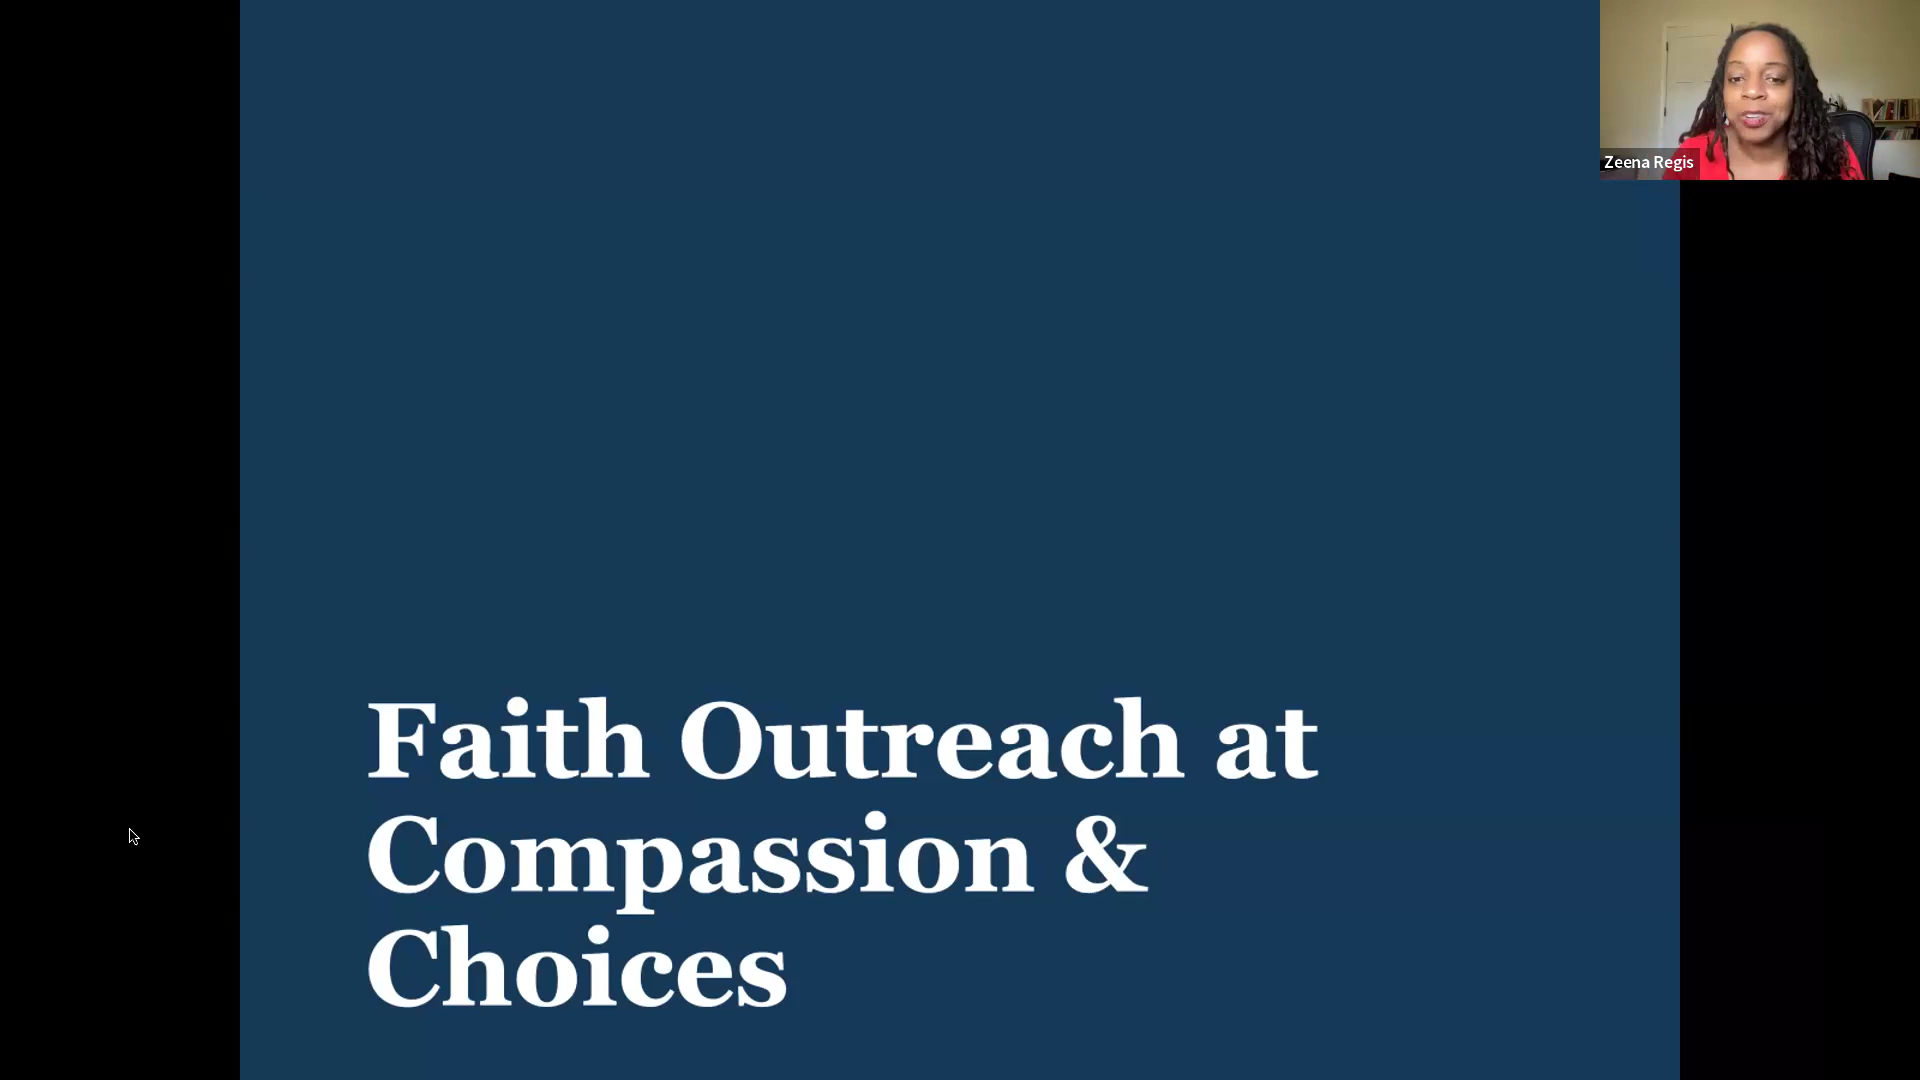 Zeena Regis
Faith Outreach at
Compassion &
Choices